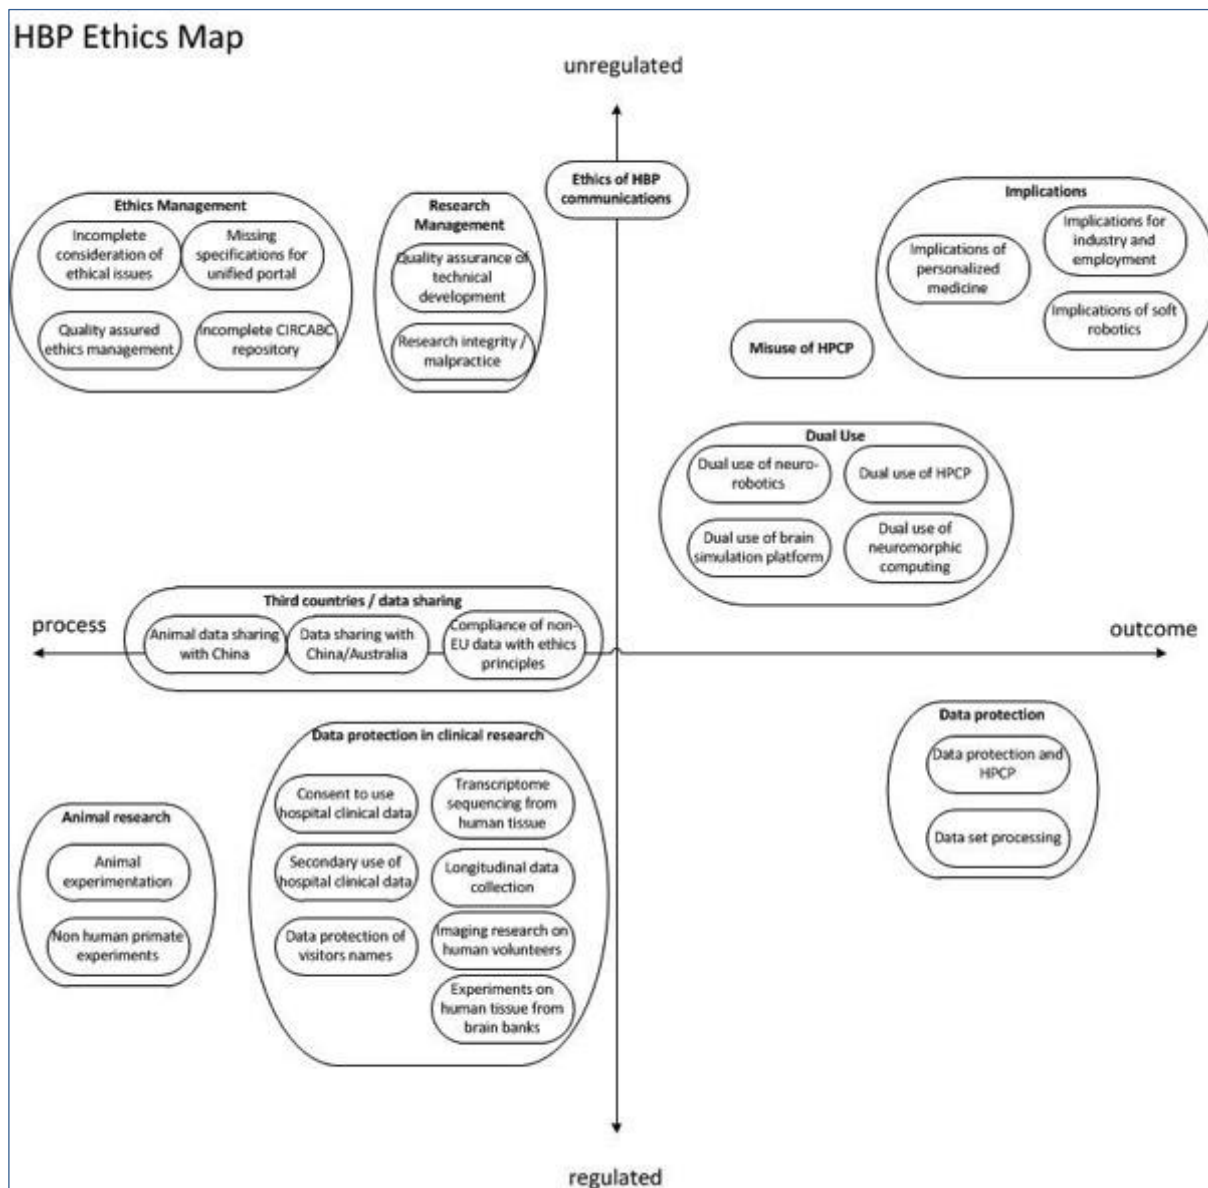 HBP Ethics Map
unregulated
Ethics of HBP
communications
Ethics Management
Incomplete
consideration of
ethical issues
Missing
specifications for
unified portal
Quality assured
ethics management
Incomplete CIRCABC
repository
Research
Management
Quality assurance of
technical
development
Research integrity /
malpractice
Implications
Implications of
personalized
medicine
Implications for
industry and
employment
Implications of soft
robotics
Misuse of HPCP
Dual Use
Dual use of neuro-
robotics
Dual use of HPCP
Dual use of brain
simulation platform
Dual use of
neuromorphic
computing
process
Third countries / data sharing
Animal data sharing
with China
Data sharing with
China/Australia
Compliance of non-
EU data with ethics
principles
outcome
Data protection in clinical research
Consent to use
hospital clinical data
Transcriptome
sequencing from
human tissue
Secondary use of
hospital clinical data
Longitudinal data
collection
Data protection of
visitors names
Imaging research on
human volunteers
Experiments on
human tissue from
brain banks
Animal research
Animal
experimentation
Non human primate
experiments
Data protection
Data protection and
HPCP
Data set processing
regulated